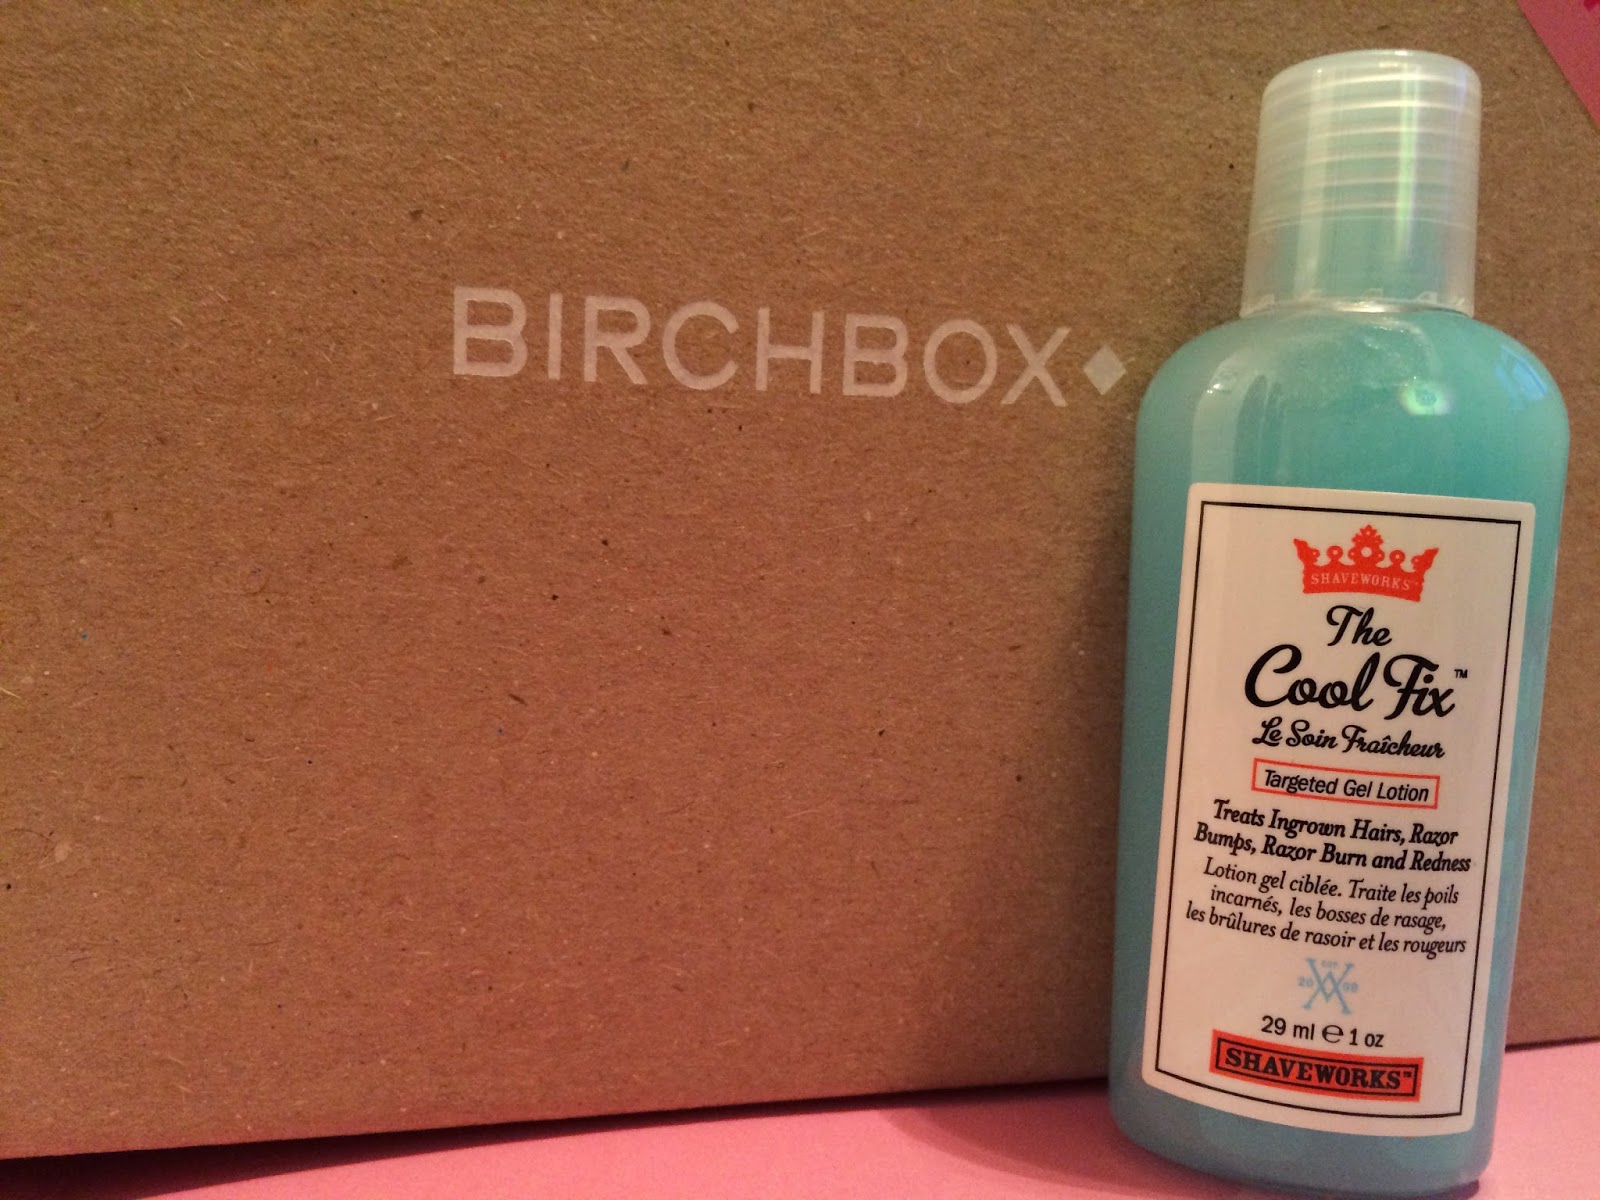 BIRCHBOX
SHAVEWORKS™
The
Cool Fix™
Le Soin Fraîcheur
Targeted Gel Lotion
Treats Ingrown Hairs, Razor
Bumps, Razor Burn and Redness
Lotion gel ciblée. Traite les poils
incarnés, les bosses de rasage,
les brûlures de rasoir et les rougeurs
EST.
29 ml ℮ 1 oz
SHAVEWORKS™